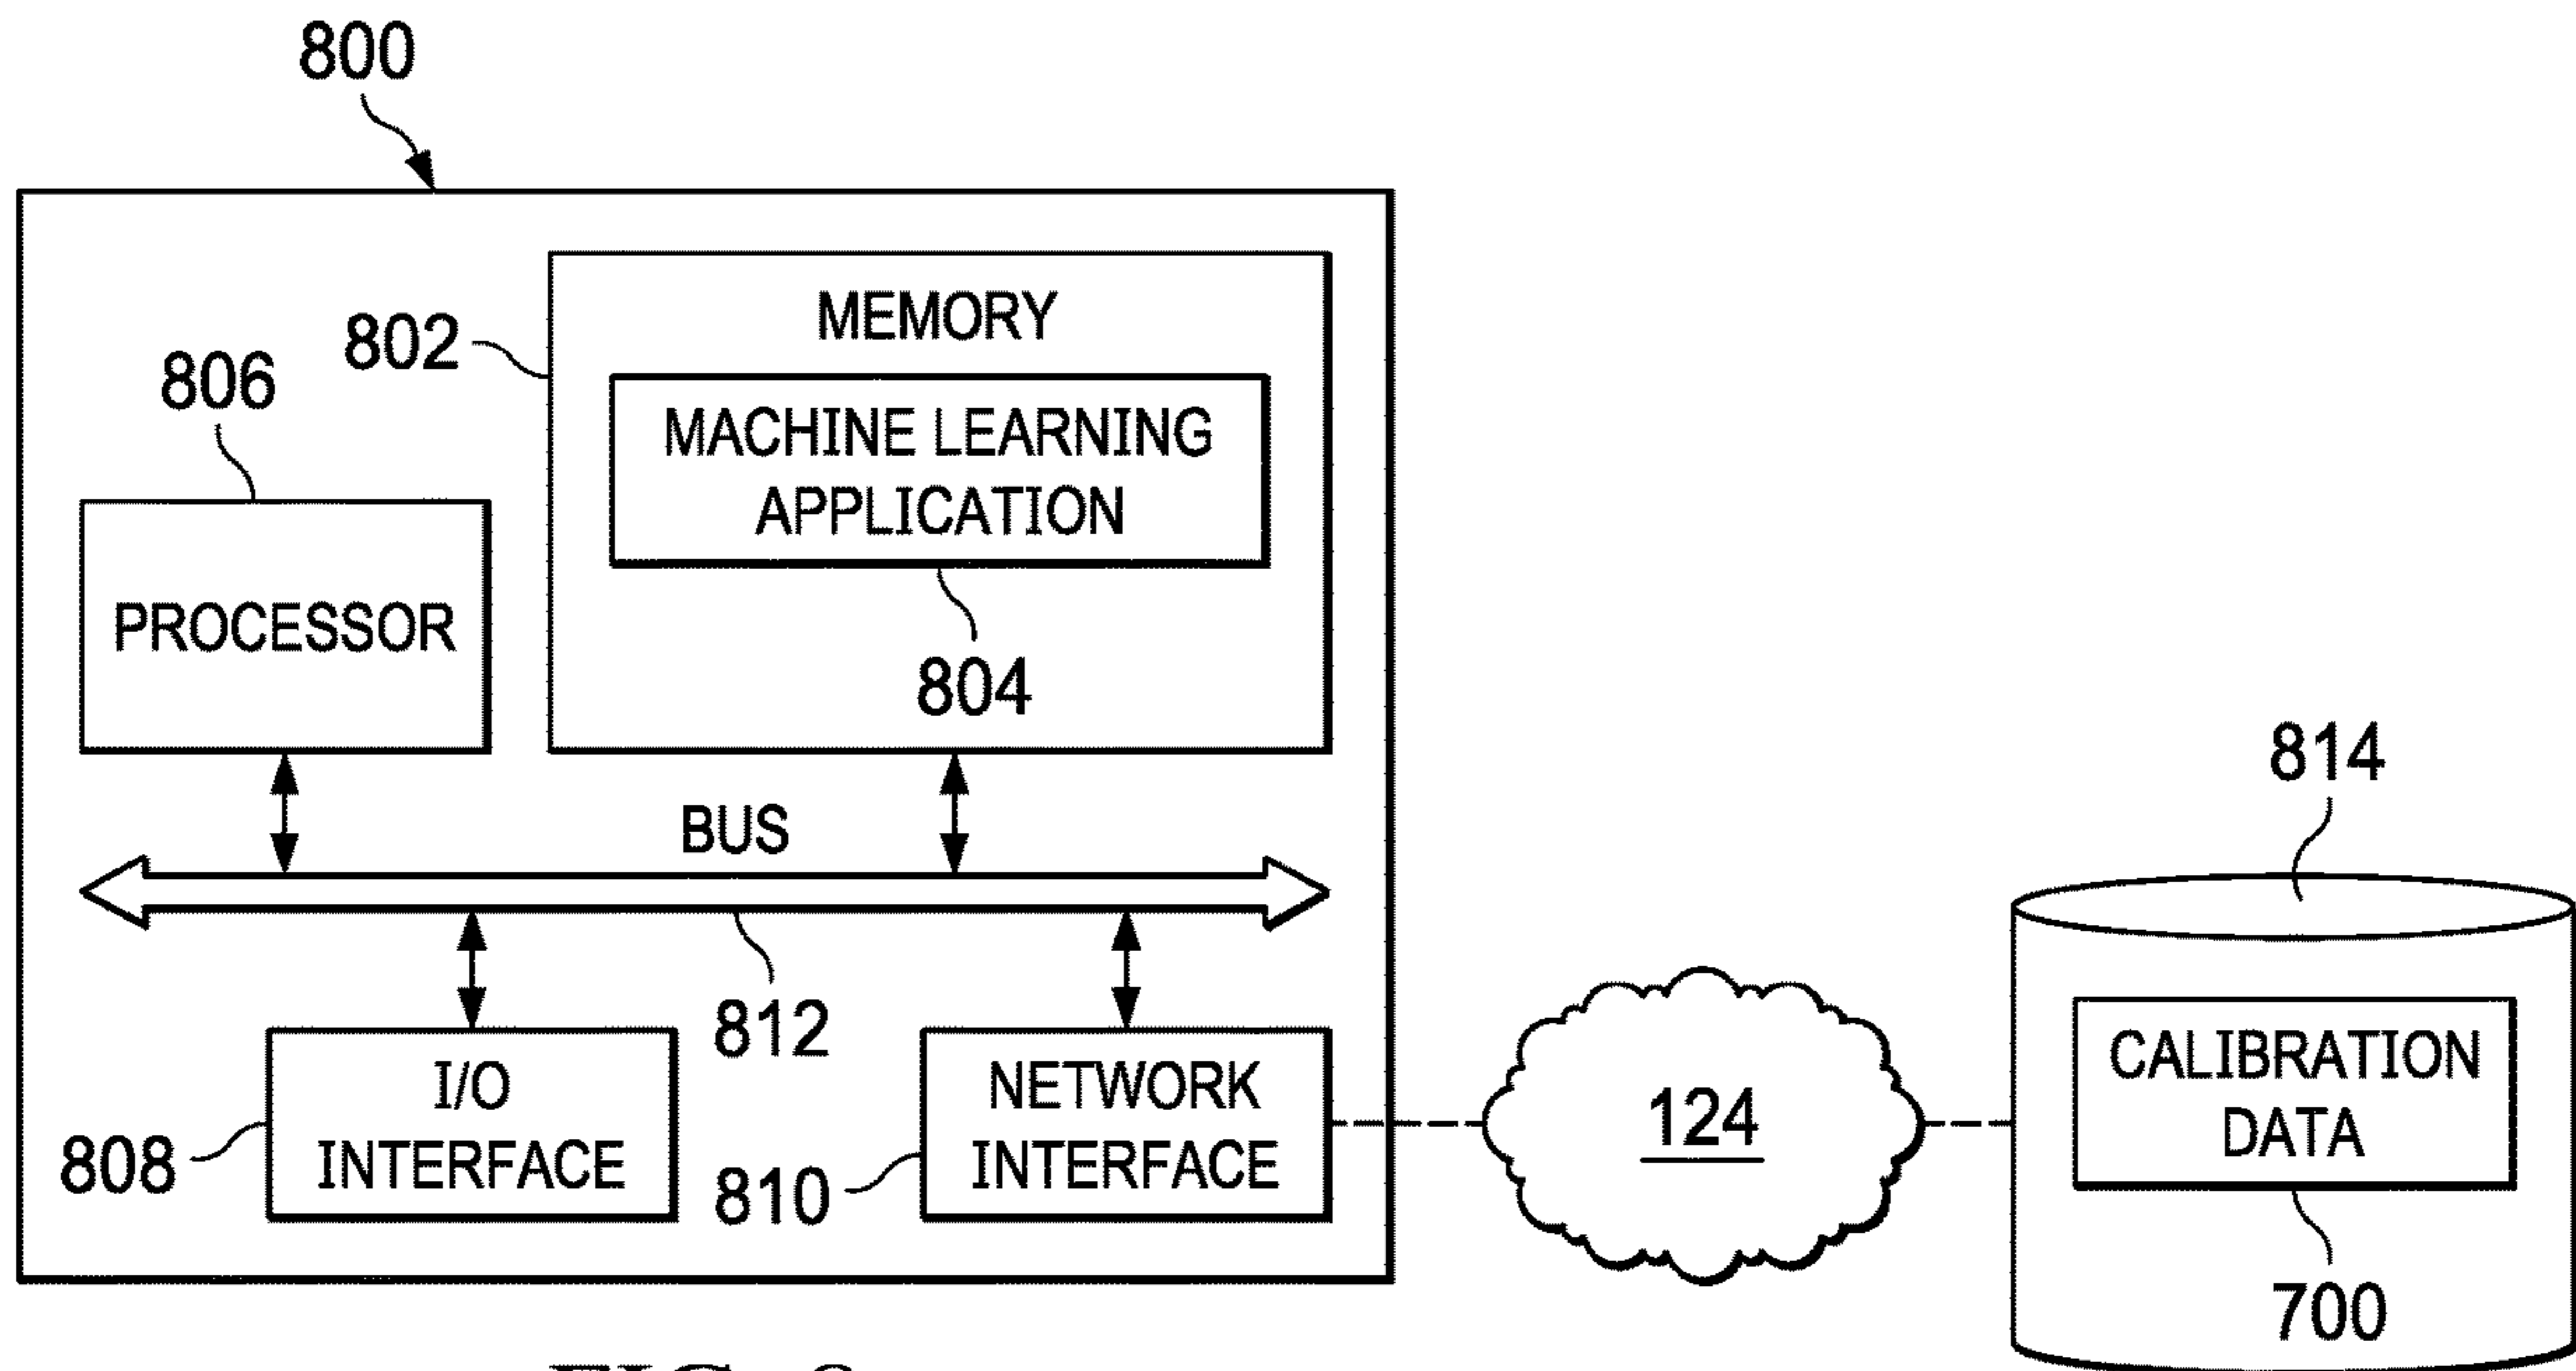 800
802
MEMORY
806
MACHINE LEARNING
APPLICATION
PROCESSOR
804
BUS
814
812
I/O
INTERFACE
808
NETWORK
INTERFACE
810
124
CALIBRATION
DATA
700